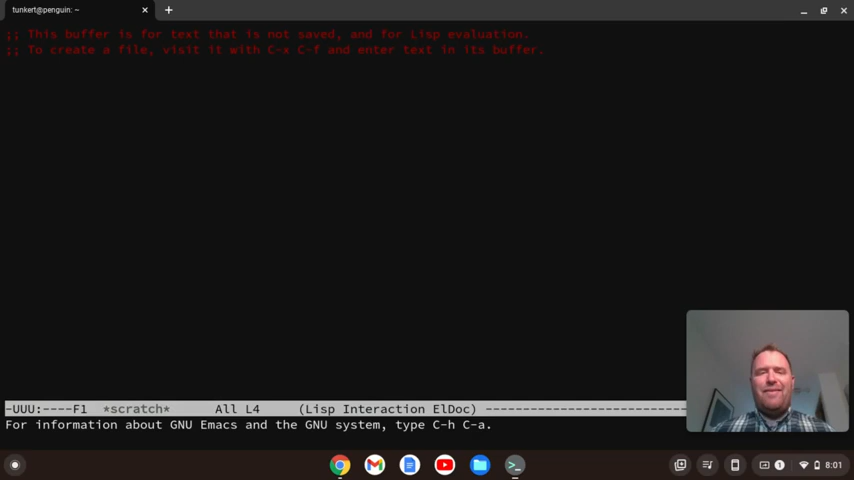 tunkert@penguin: ~
;; This buffer is for text that is not saved, and for Lisp evaluation.
;; To create a file, visit it with C-x C-f and enter text in its buffer.
-UUU:----F1  *scratch*      All L4     (Lisp Interaction ElDoc) ---------------------------
For information about GNU Emacs and the GNU system, type C-h C-a.
1 8:01